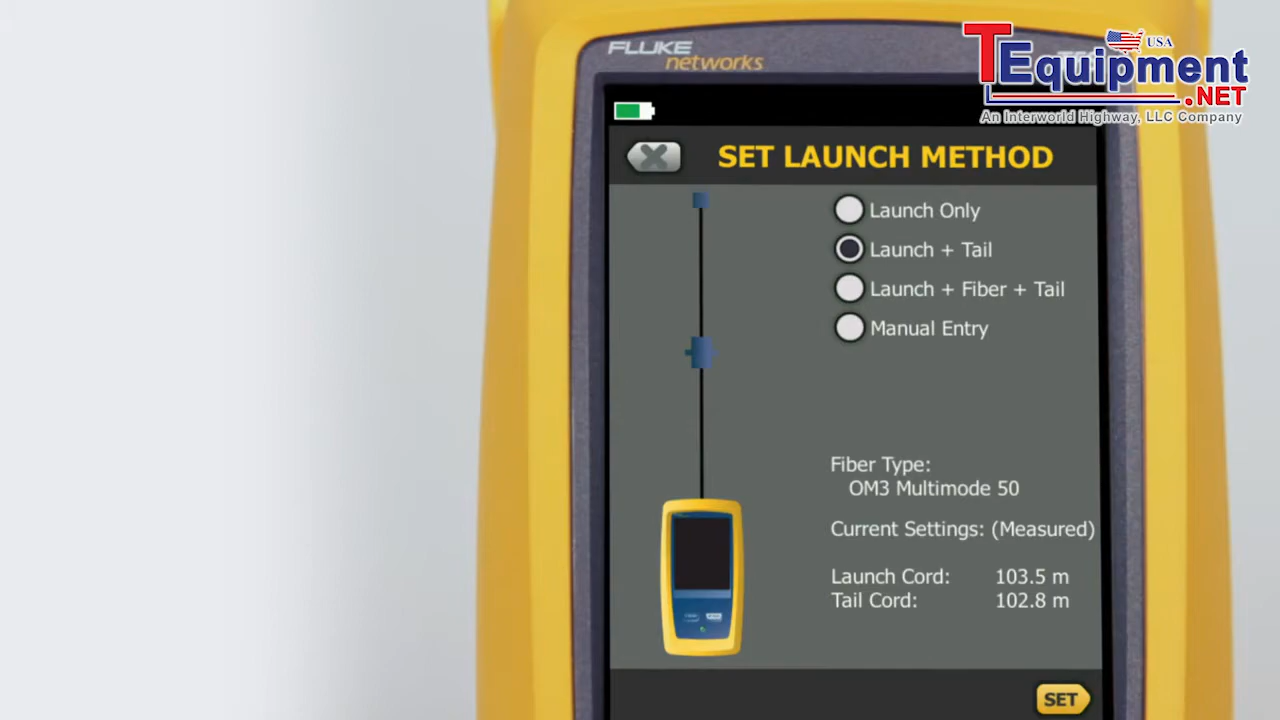 FLUKE
networks
USA
TEquipment
.NET
An Interworld Highway, LLC Company
SET LAUNCH METHOD
Launch Only
Launch + Tail
Launch + Fiber + Tail
Manual Entry
Fiber Type:
OM3 Multimode 50
Current Settings: (Measured)
Launch Cord: 103.5 m
Tail Cord: 102.8 m
SET